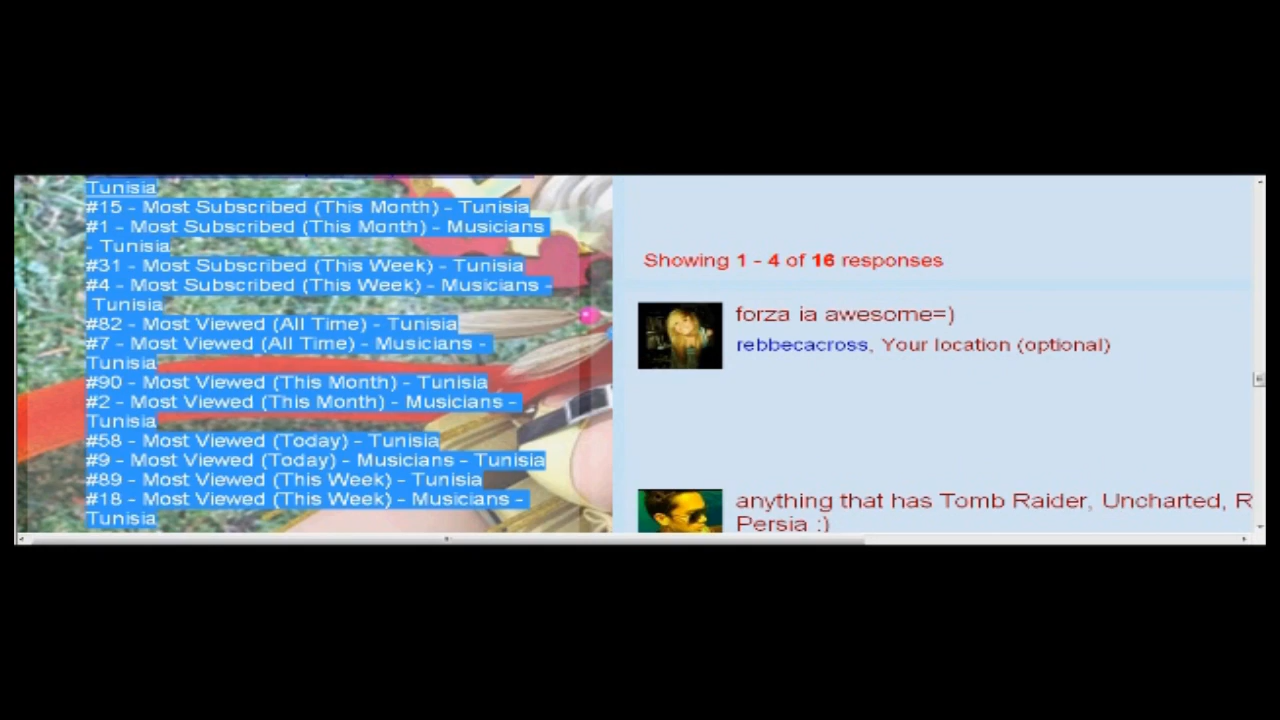 Tunisia
#15 - Most Subscribed (This Month) - Tunisia
#1 - Most Subscribed (This Month) - Musicians
- Tunisia
#31 - Most Subscribed (This Week) - Tunisia
#4 - Most Subscribed (This Week) - Musicians -
Tunisia
#82 - Most Viewed (All Time) - Tunisia
#7 - Most Viewed (All Time) - Musicians -
Tunisia
#90 - Most Viewed (This Month) - Tunisia
#2 - Most Viewed (This Month) - Musicians -
Tunisia
#58 - Most Viewed (Today) - Tunisia
#9 - Most Viewed (Today) - Musicians - Tunisia
#89 - Most Viewed (This Week) - Tunisia
#18 - Most Viewed (This Week) - Musicians -
Tunisia
Showing 1 - 4 of 16 responses
forza ia awesome=)
rebbecacross, Your location (optional)
anything that has Tomb Raider, Uncharted, R
Persia :)